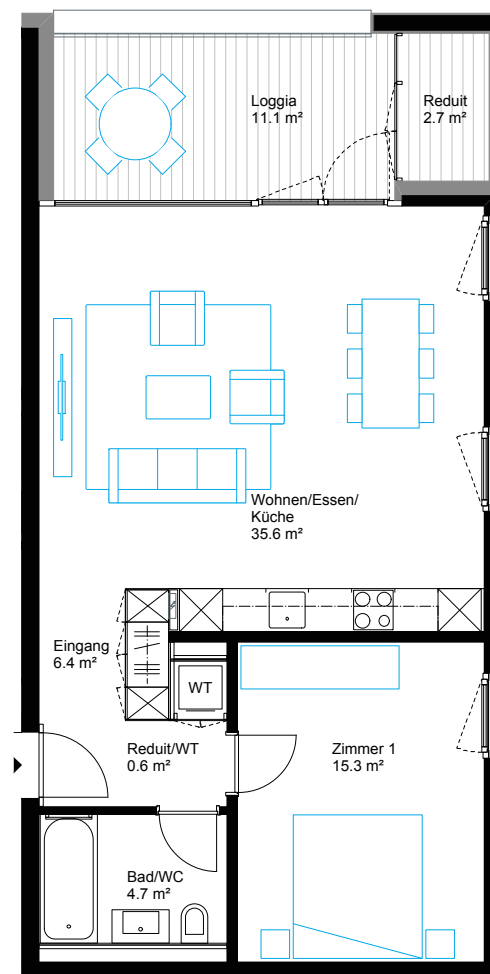 Loggia
11.1 m²
Reduit
2.7 m²
Wohnen/Essen/
Küche
35.6 m²
Eingang
6.4 m²
WT
Reduit/WT
0.6 m²
Zimmer 1
15.3 m²
Bad/WC
4.7 m²